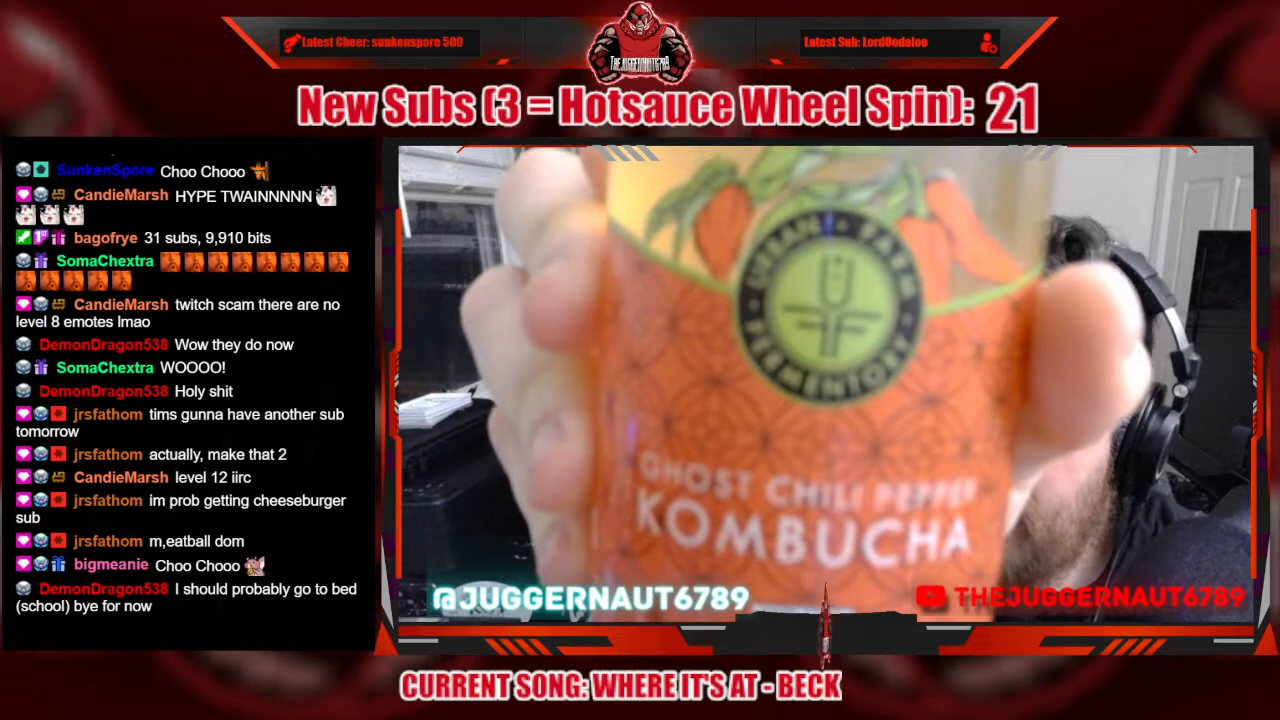 Latest Cheer: sunkenspore 500
Latest Sub: LordOodaloo
THEJUGGERNAUT6789
New Subs (3 = Hotsauce Wheel Spin): 21
SunkenSpore Choo Chooo
CandieMarsh HYPE TWAINNNNN
bagofrye 31 subs, 9,910 bits
SomaChextra
CandieMarsh twitch scam there are no
level 8 emotes lmao
DemonDragon538 Wow they do now
SomaChextra WOOOO!
DemonDragon538 Holy shit
jrsfathom tims gunna have another sub
tomorrow
jrsfathom actually, make that 2
CandieMarsh level 12 iirc
jrsfathom im prob getting cheeseburger
sub
jrsfathom m,eatball dom
bigmeanie Choo Chooo
DemonDragon538 I should probably go to bed
(school) bye for now
URBAN FARM
FERMENTORY
GHOST CHILI PEPPER
KOMBUCHA
@JUGGERNAUT6789
THEJUGGERNAUT6789
CURRENT SONG: WHERE IT'S AT - BECK